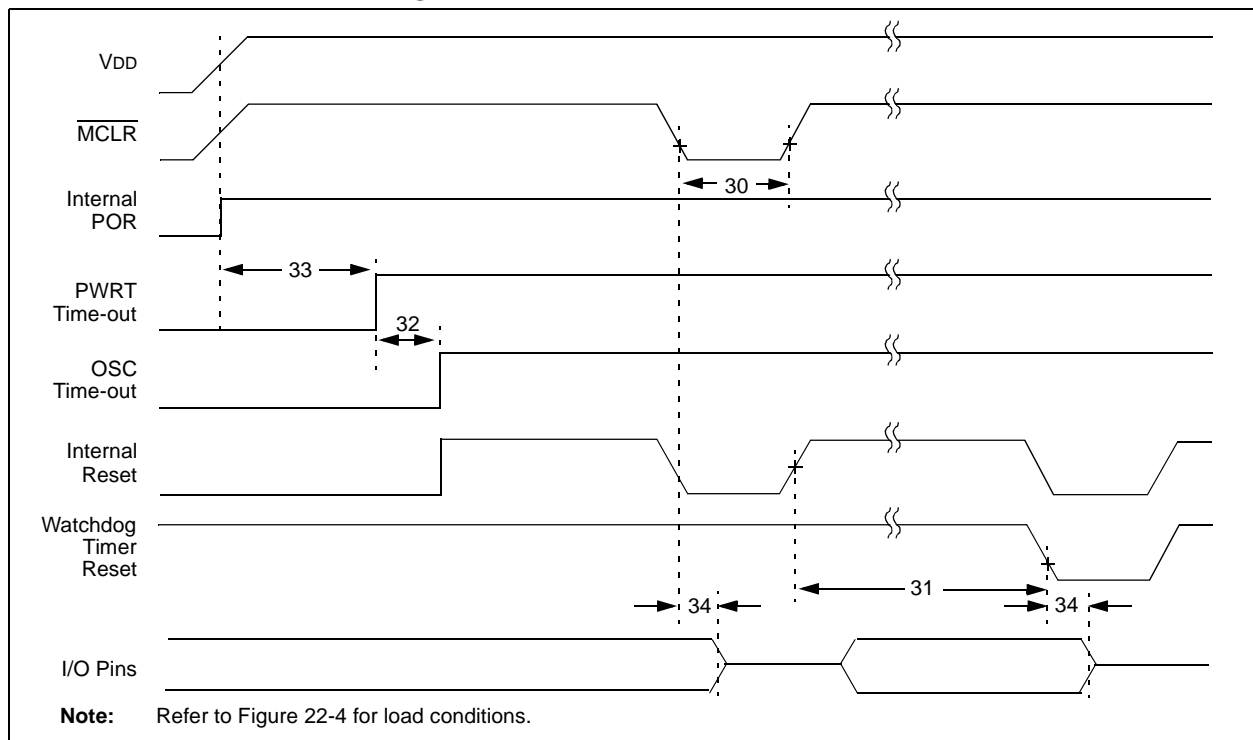 VDD
MCLR
30
Internal
POR
33
PWRT
Time-out
32
OSC
Time-out
Internal
Reset
Watchdog
Timer
Reset
31
34
34
I/O Pins
Note: Refer to Figure 22-4 for load conditions.